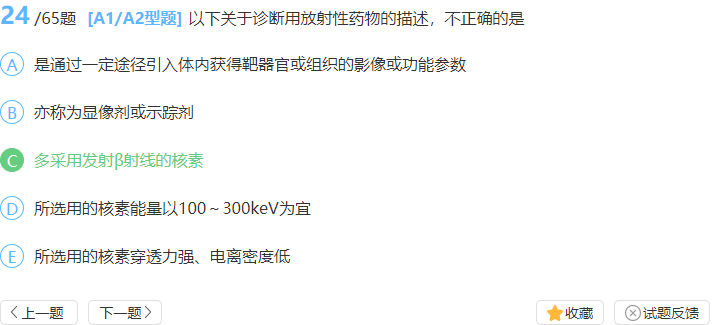 24/65题 [A1/A2型题] 以下关于诊断用放射性药物的描述，不正确的是
A 是通过一定途径引入体内获得靶器官或组织的影像或功能参数
B 亦称为显像剂或示踪剂
C 多采用发射β射线的核素
D 所选用的核素能量以100～300keV为宜
E 所选用的核素穿透力强、电离密度低
上一题 下一题 收藏 试题反馈